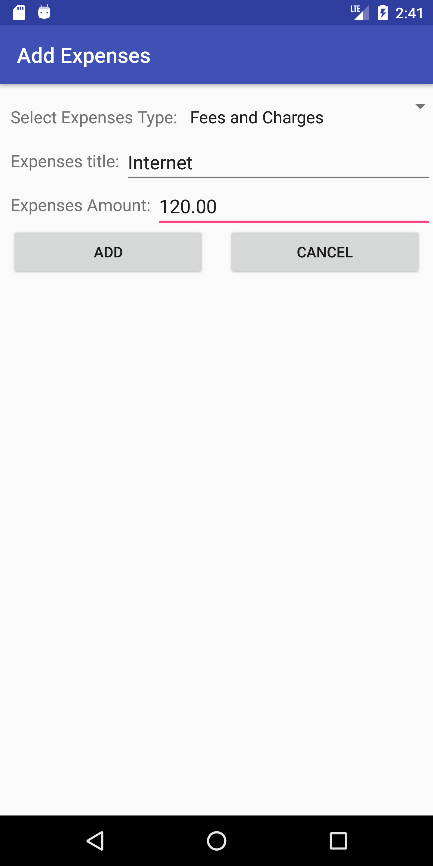 LTE 2:41
Add Expenses
Select Expenses Type: Fees and Charges
Expenses title: Internet
Expenses Amount: 120.00
ADD CANCEL